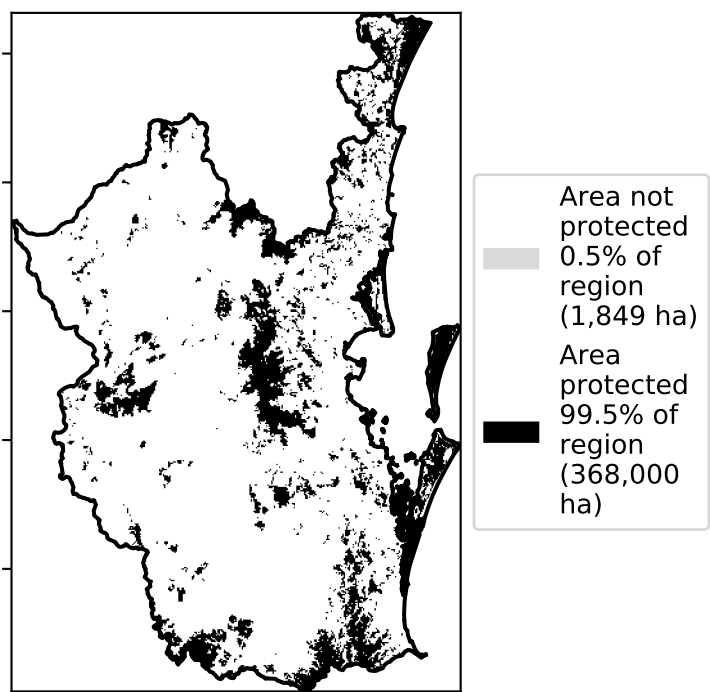 Area not
protected
0.5% of
region
(1,849 ha)
Area
protected
99.5% of
region
(368,000
ha)